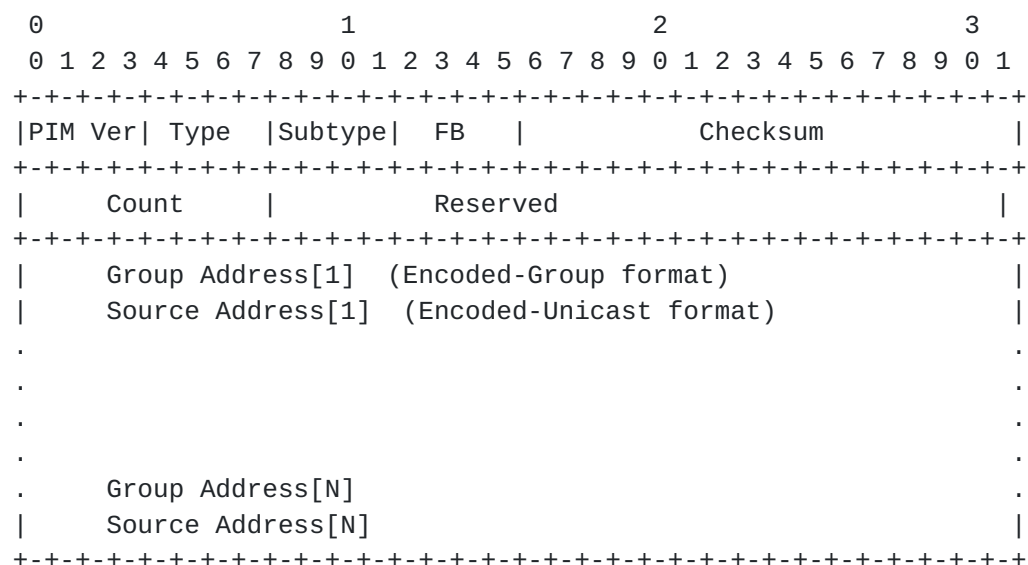 0                   1                   2                   3
 0 1 2 3 4 5 6 7 8 9 0 1 2 3 4 5 6 7 8 9 0 1 2 3 4 5 6 7 8 9 0 1
+-+-+-+-+-+-+-+-+-+-+-+-+-+-+-+-+-+-+-+-+-+-+-+-+-+-+-+-+-+-+-+-+
|PIM Ver| Type  |Subtype|  FB   |           Checksum            |
+-+-+-+-+-+-+-+-+-+-+-+-+-+-+-+-+-+-+-+-+-+-+-+-+-+-+-+-+-+-+-+-+
|     Count     |          Reserved                            |
+-+-+-+-+-+-+-+-+-+-+-+-+-+-+-+-+-+-+-+-+-+-+-+-+-+-+-+-+-+-+-+-+
|     Group Address[1]  (Encoded-Group format)                  |
|     Source Address[1]  (Encoded-Unicast format)               |
.                                                               .
.                                                               .
.                                                               .
.                                                               .
.     Group Address[N]                                          .
|     Source Address[N]                                         |
+-+-+-+-+-+-+-+-+-+-+-+-+-+-+-+-+-+-+-+-+-+-+-+-+-+-+-+-+-+-+-+-+